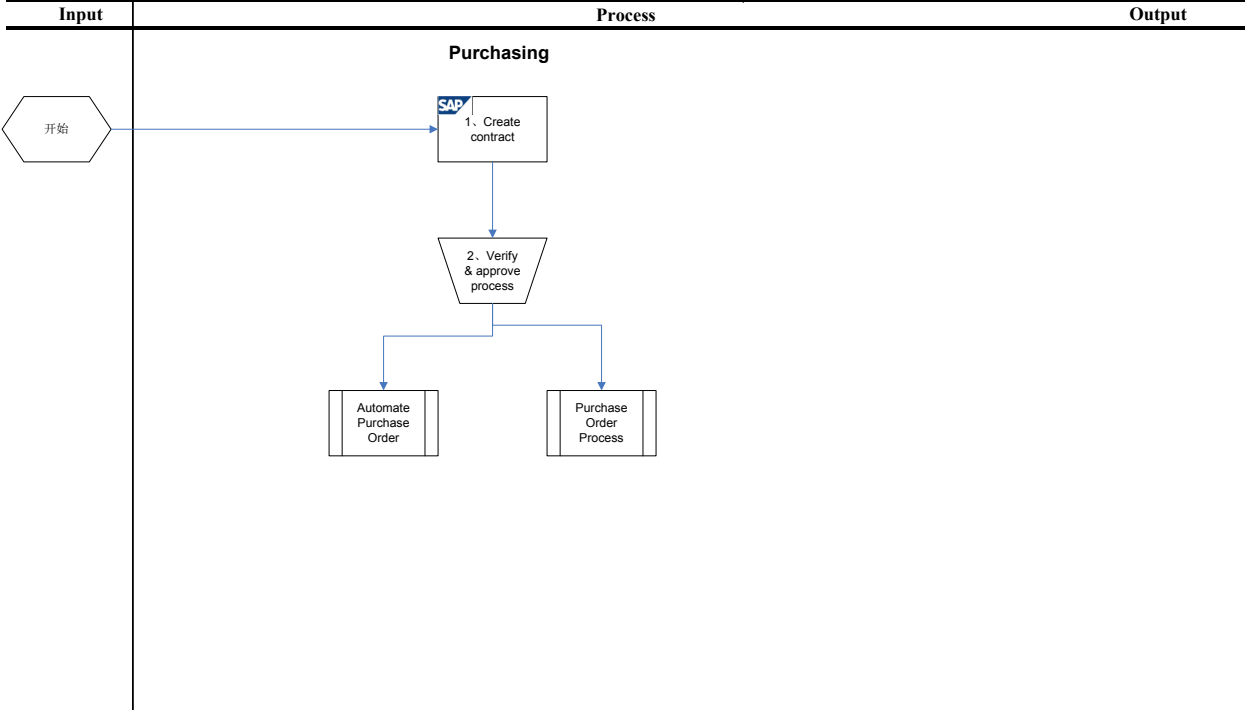 Input
Process
Output
Purchasing
开始
SAP
1、Create
contract
2、Verify
& approve
process
Automate
Purchase
Order
Purchase
Order
Process